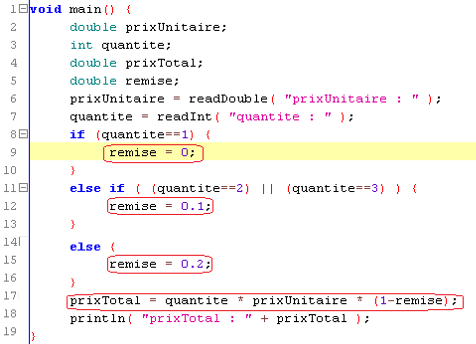 1 void main() {
2 double prixUnitaire;
3 int quantite;
4 double prixTotal;
5 double remise;
6 prixUnitaire = readDouble( "prixUnitaire : " );
7 quantite = readInt( "quantite : " );
8 if (quantite==1) {
9 remise = 0;
10 }
11 else if ( (quantite==2) || (quantite==3) ) {
12 remise = 0.1;
13 }
14 else {
15 remise = 0.2;
16 }
17 prixTotal = quantite * prixUnitaire * (1-remise);
18 println( "prixTotal : " + prixTotal );
19 }